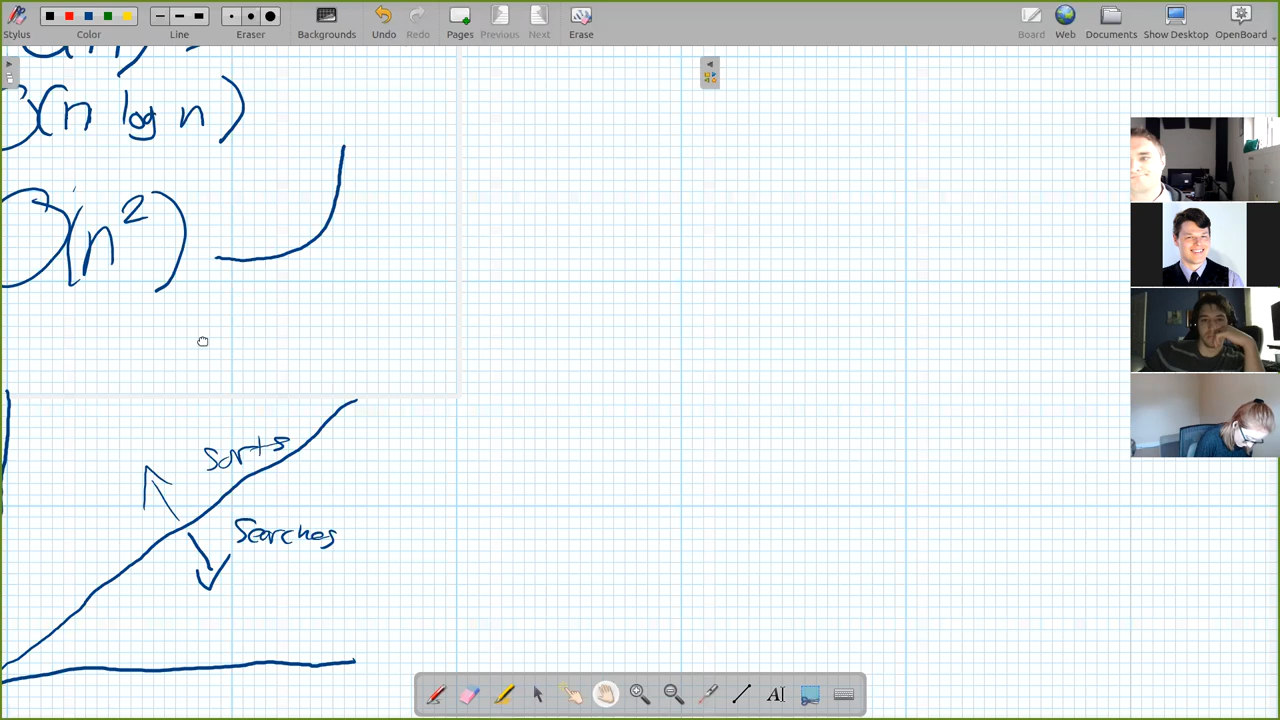 Stylus Color Line Eraser Backgrounds Undo Redo Pages Previous Next Erase Board Web Documents Show Desktop OpenBoard
(n log n)
O(n²)
Sorts
Searches
AI